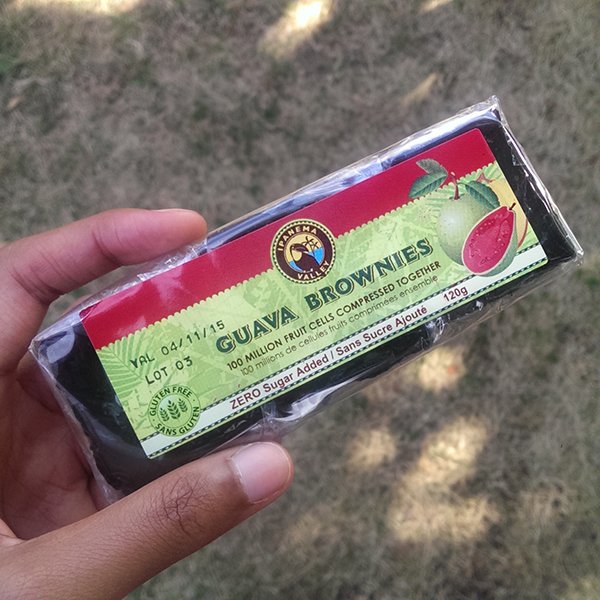 IPANEMA
VALLEY
GUAVA BROWNIES
100 MILLION FRUIT CELLS COMPRESSED TOGETHER
100 millions de cellules fruits comprimées ensemble
ZERO Sugar Added / Sans Sucre Ajouté 120g
VAL 04/11/15
LOT 03
GLUTEN FREE
SANS GLUTEN